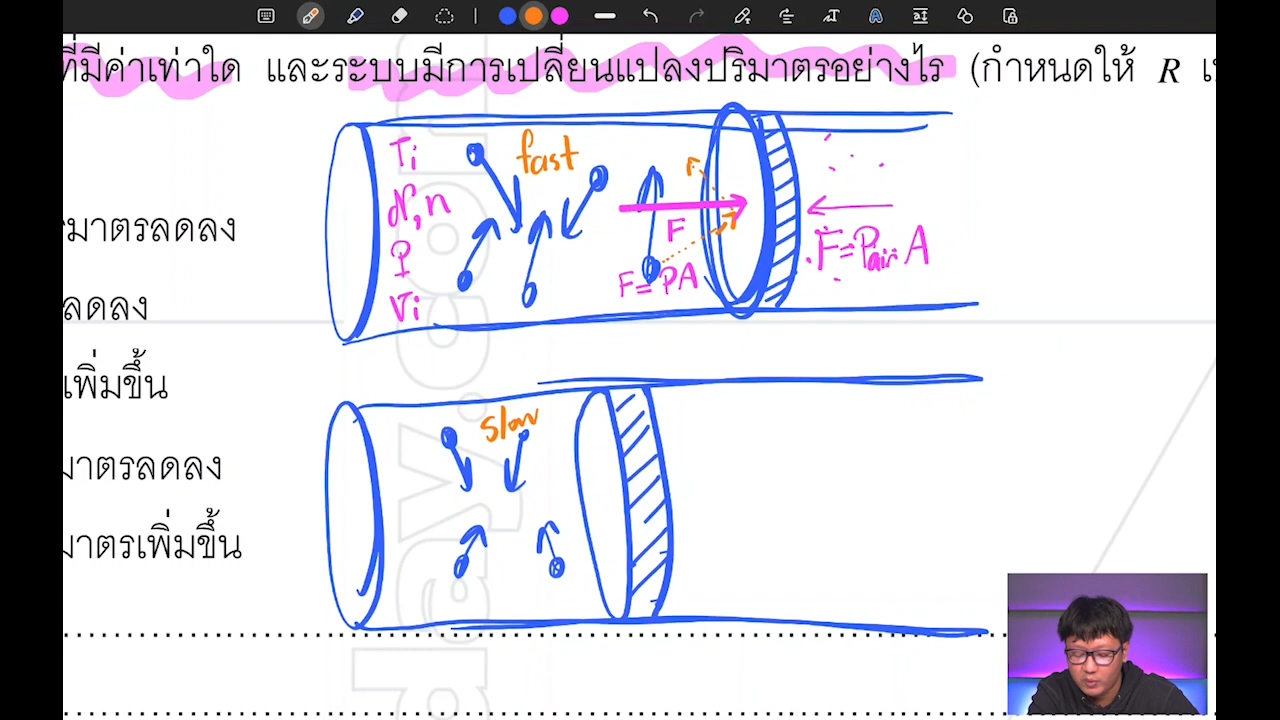 ที่มีค่าเท่าใด และระบบมีการเปลี่ยนแปลงปริมาตรอย่างไร (กำหนดให้ R
Ti
fast
N, n
P
Vi
F
F = PA
F = Pair A
มาตรลดลง
ลดลง
เพิ่มขึ้น
slow
มาตรลดลง
มาตรเพิ่มขึ้น
day.com